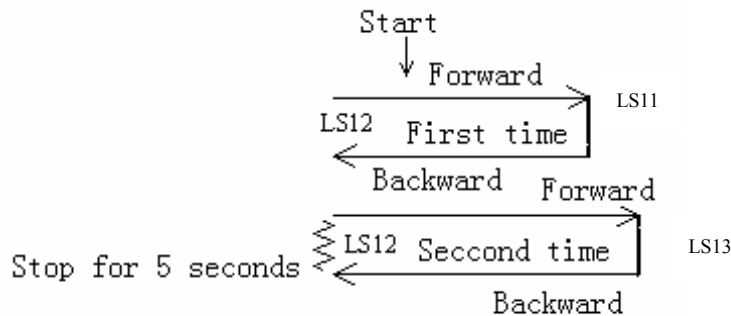 Start
Forward
LS11
LS12 First time
Backward
Forward
LS12 Seccond time
LS13
Stop for 5 seconds
Backward